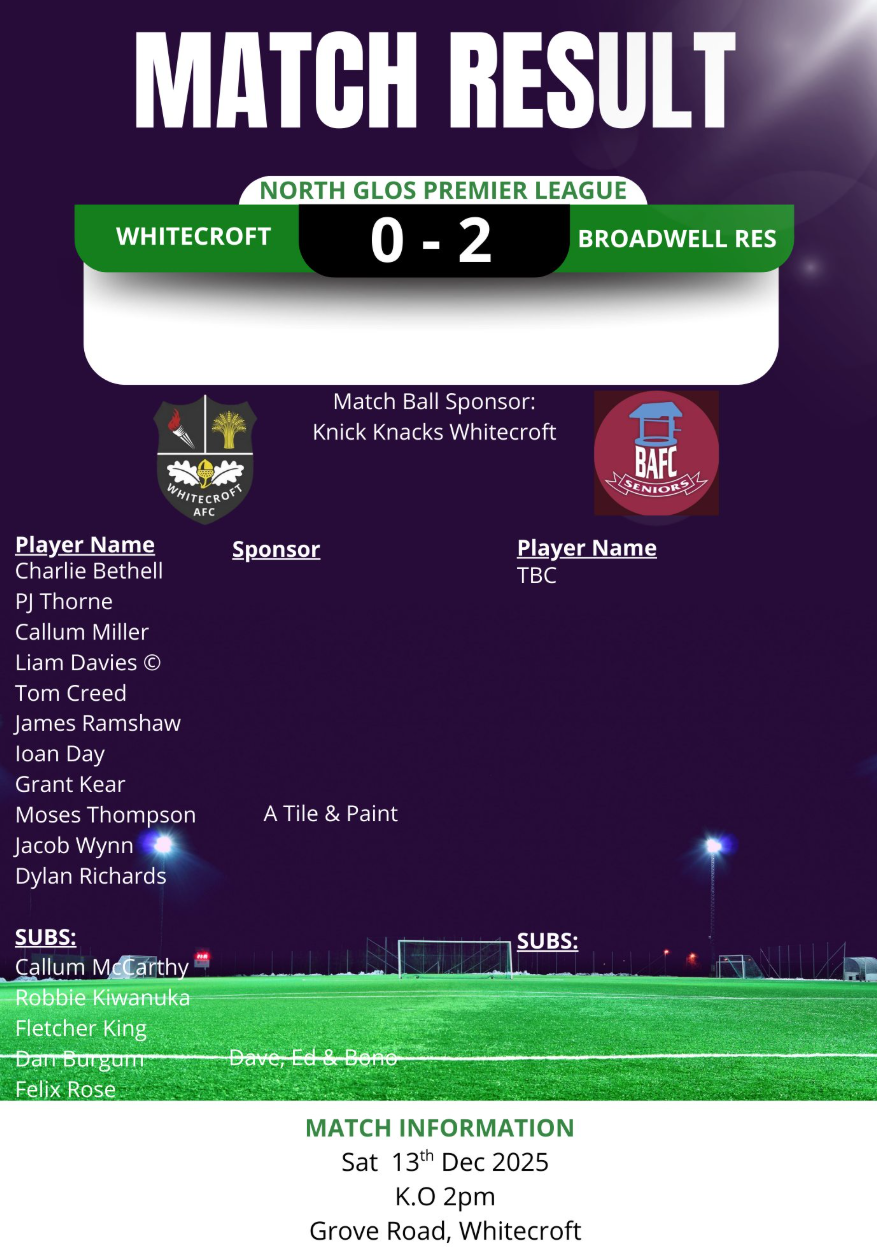 MATCH RESULT
NORTH GLOS PREMIER LEAGUE
WHITECROFT
0 - 2
BROADWELL RES
Match Ball Sponsor:
Knick Knacks Whitecroft
WHITECROFT
AFC
BAFC
SENIORS
Player Name
Sponsor
Charlie Bethell
PJ Thorne
Callum Miller
Liam Davies ©
Tom Creed
James Ramshaw
Ioan Day
Grant Kear
Moses Thompson A Tile & Paint
Jacob Wynn
Dylan Richards
SUBS:
Callum McCarthy
Robbie Kiwanuka
Fletcher King
Dan Burgum Dave, Ed & Bono
Felix Rose
Player Name
TBC
SUBS:
MATCH INFORMATION
Sat 13th Dec 2025
K.O 2pm
Grove Road, Whitecroft